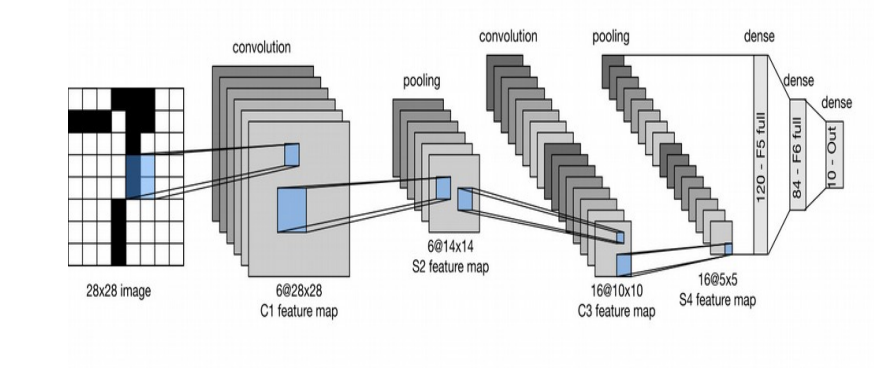 convolution
pooling
convolution
pooling
dense
dense
dense
28x28 image
6@28x28
C1 feature map
6@14x14
S2 feature map
16@10x10
C3 feature map
16@5x5
S4 feature map
120 - F5 full
84 - F6 full
10 - Out